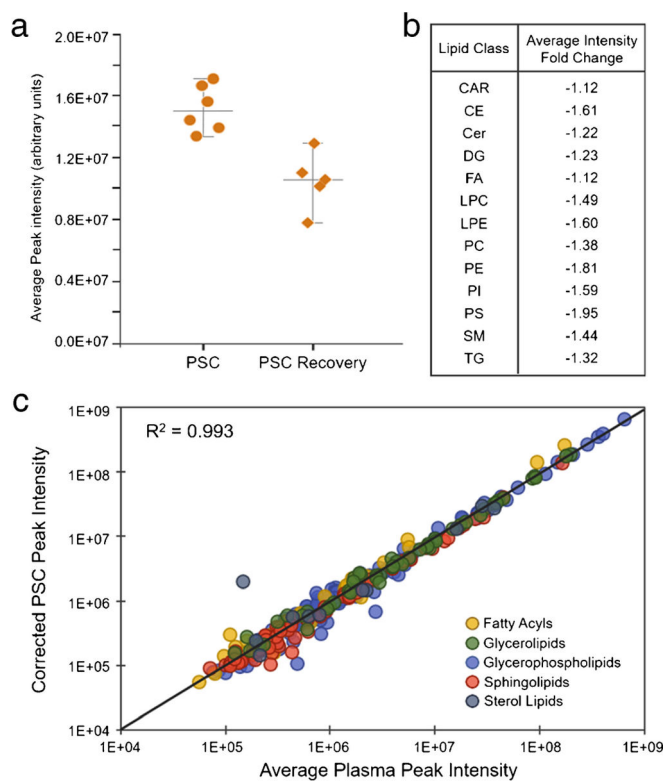 a
2.0E+07
1.6E+07
1.2E+07
0.8E+07
0.4E+07
0.0E+07
Average Peak intensity (arbitrary units)
PSC
PSC Recovery
b
Lipid Class
Average Intensity
Fold Change
CAR -1.12
CE -1.61
Cer -1.22
DG -1.23
FA -1.12
LPC -1.49
LPE -1.60
PC -1.38
PE -1.81
PI -1.59
PS -1.95
SM -1.44
TG -1.32
c
R² = 0.993
1E+09
1E+08
1E+07
1E+06
1E+05
1E+04
Corrected PSC Peak Intensity
Fatty Acyls
Glycerolipids
Glycerophospholipids
Sphingolipids
Sterol Lipids
1E+04 1E+05 1E+06 1E+07 1E+08 1E+09
Average Plasma Peak Intensity